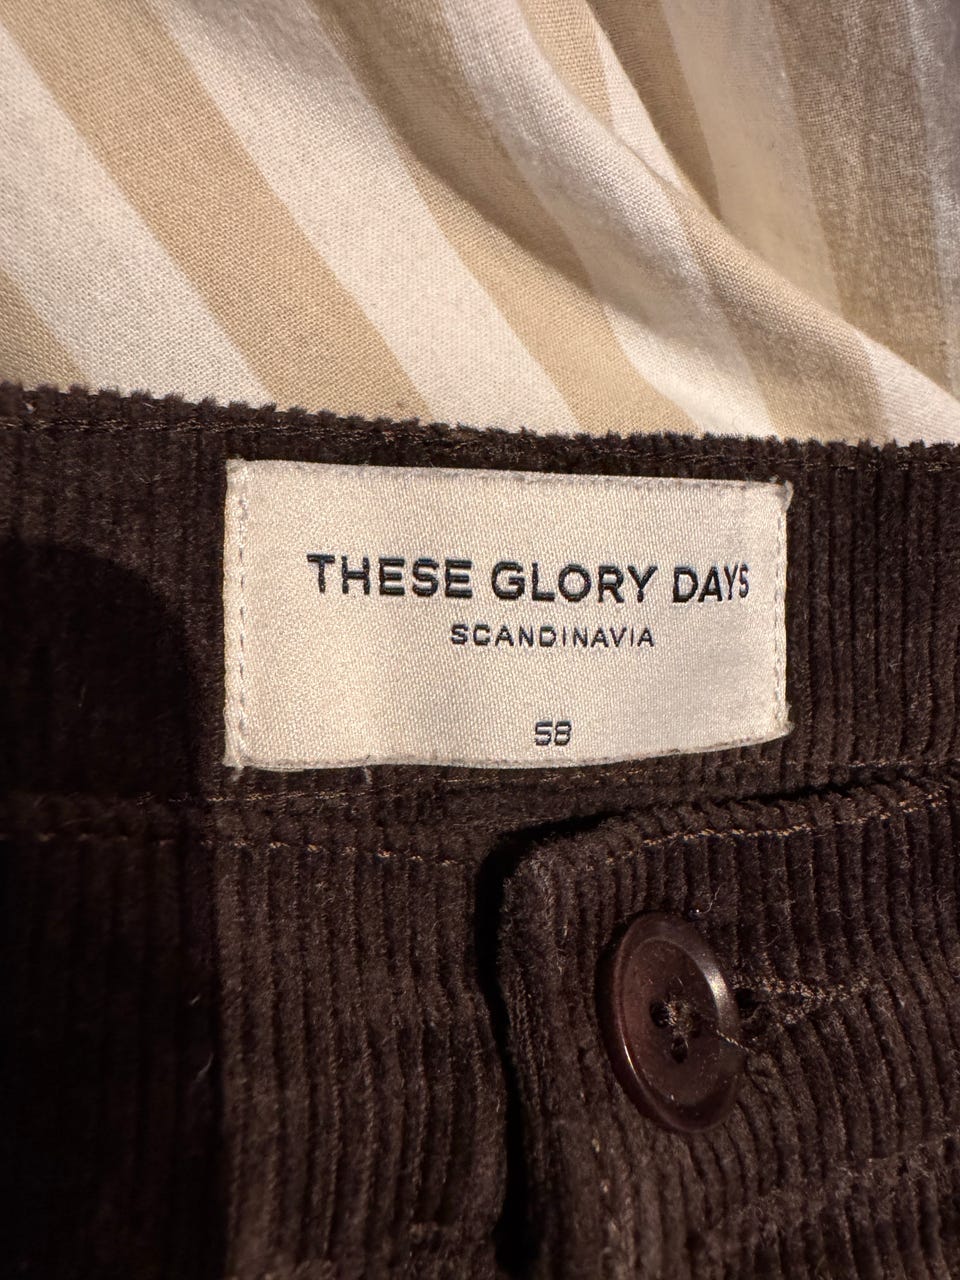 THESE GLORY DAYS
SCANDINAVIA
58